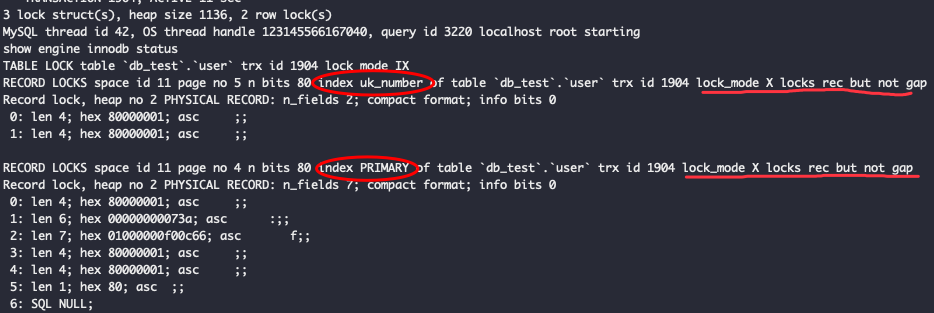 3 lock struct(s), heap size 1136, 2 row lock(s)
MySQL thread id 42, OS thread handle 123145566167040, query id 3220 localhost root starting
show engine innodb status
TABLE LOCK table `db_test`.`user` trx id 1904 lock mode IX
RECORD LOCKS space id 11 page no 5 n bits 80 index uk_number of table `db_test`.`user` trx id 1904 lock_mode X locks rec but not gap
Record lock, heap no 2 PHYSICAL RECORD: n_fields 2; compact format; info bits 0
0: len 4; hex 80000001; asc ;;
1: len 4; hex 80000001; asc ;;
RECORD LOCKS space id 11 page no 4 n bits 80 index PRIMARY of table `db_test`.`user` trx id 1904 lock_mode X locks rec but not gap
Record lock, heap no 2 PHYSICAL RECORD: n_fields 7; compact format; info bits 0
0: len 4; hex 80000001; asc ;;
1: len 6; hex 00000000073a; asc :;;
2: len 7; hex 01000000f00c66; asc f;;
3: len 4; hex 80000001; asc ;;
4: len 4; hex 80000001; asc ;;
5: len 1; hex 80; asc ;;
6: SQL NULL;